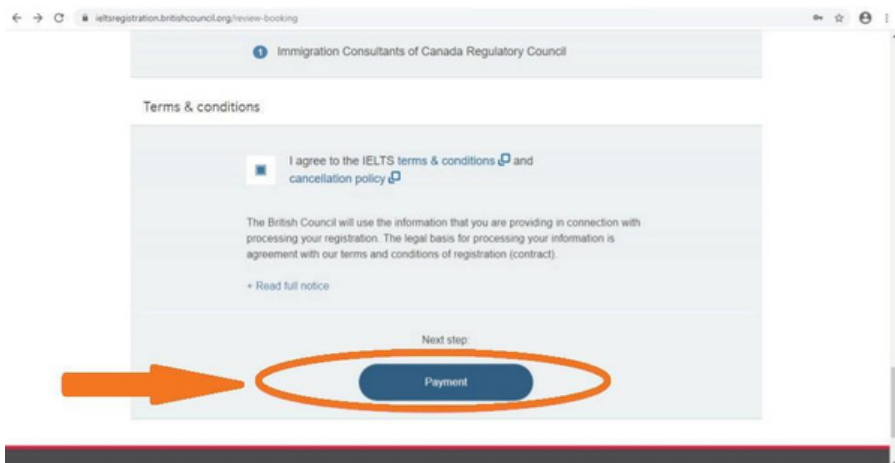 ieltsregistration.britishcouncil.org/review-booking
1 Immigration Consultants of Canada Regulatory Council
Terms & conditions
I agree to the IELTS terms & conditions and
cancellation policy
The British Council will use the information that you are providing in connection with
processing your registration. The legal basis for processing your information is
agreement with our terms and conditions of registration (contract).
+ Read full notice
Next step:
Payment